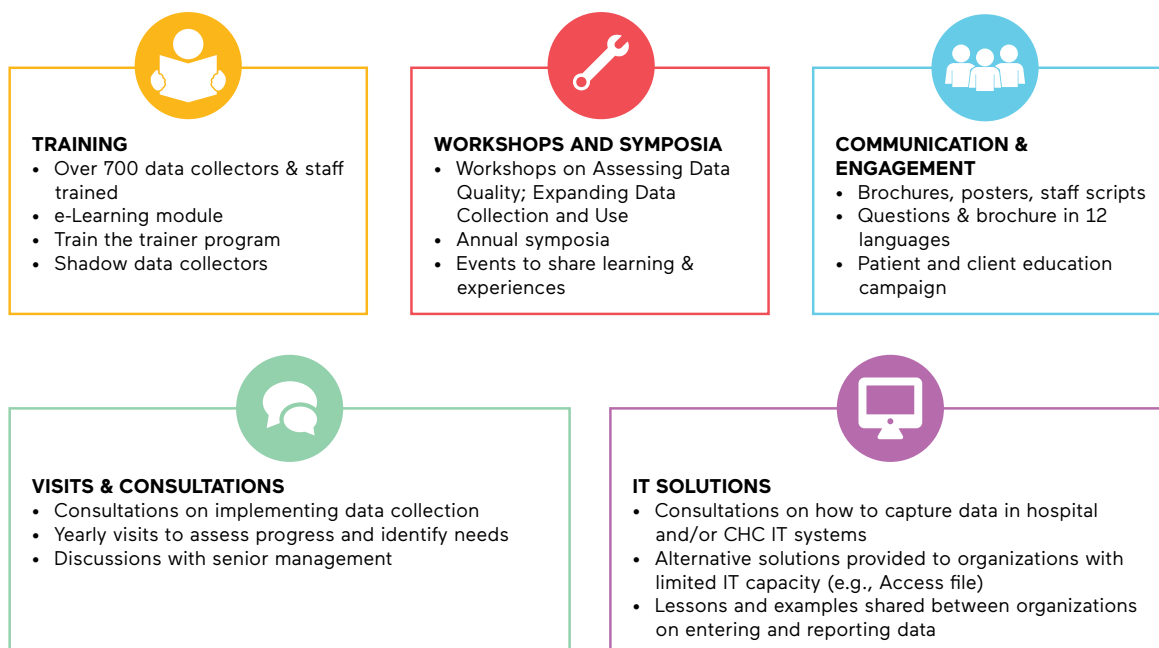 TRAINING
• Over 700 data collectors & staff
trained
• e-Learning module
• Train the trainer program
• Shadow data collectors
WORKSHOPS AND SYMPOSIA
• Workshops on Assessing Data
Quality; Expanding Data
Collection and Use
• Annual symposia
• Events to share learning &
experiences
COMMUNICATION &
ENGAGEMENT
• Brochures, posters, staff scripts
• Questions & brochure in 12
languages
• Patient and client education
campaign
VISITS & CONSULTATIONS
• Consultations on implementing data collection
• Yearly visits to assess progress and identify needs
• Discussions with senior management
IT SOLUTIONS
• Consultations on how to capture data in hospital
and/or CHC IT systems
• Alternative solutions provided to organizations with
limited IT capacity (e.g., Access file)
• Lessons and examples shared between organizations
on entering and reporting data